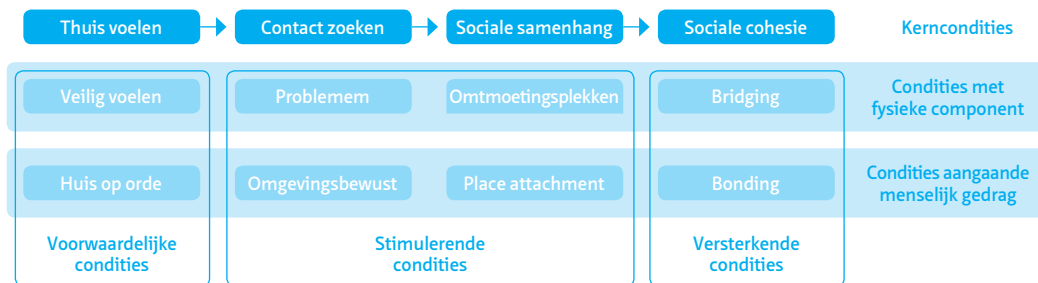 Thuis voelen
Contact zoeken
Sociale samenhang
Sociale cohesie
Kerncondities
Veilig voelen
Problemem
Omtmoetingsplekken
Bridging
Condities met
fysieke component
Huis op orde
Omgevingsbewust
Place attachment
Bonding
Condities aangaande
menselijk gedrag
Voorwaardelijke
condities
Stimulerende
condities
Versterkende
condities